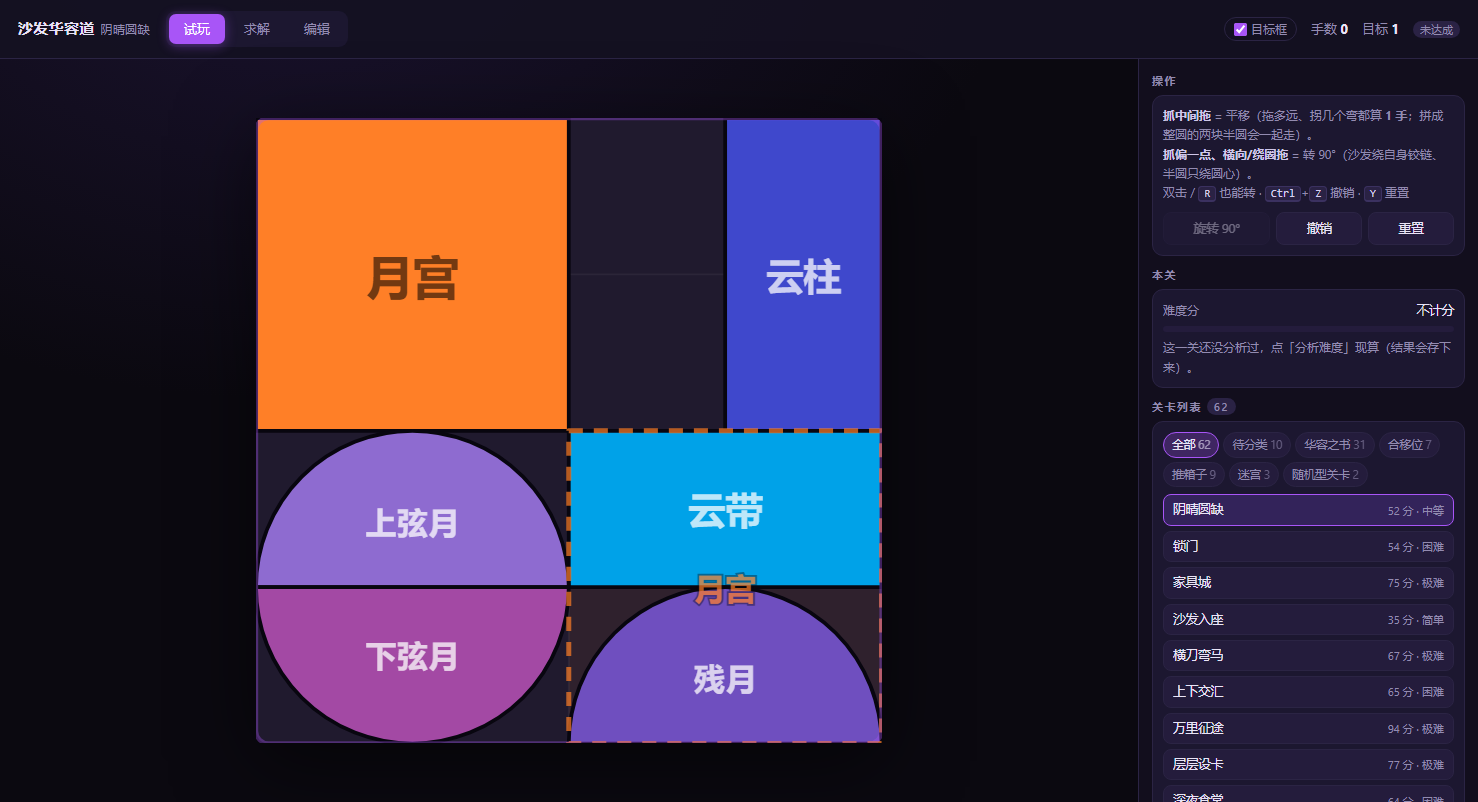 沙发华容道 阴晴圆缺 试玩 求解 编辑 目标框 手数 0 目标 1 未达成
月宫
云柱
上弦月
云带
月宫
下弦月
残月
操作
抓中间拖 = 平移（拖多远、拐几个弯都算 1 手；拼成
整圆的两块半圆会一起走）。
抓偏一点、横向/绕圆拖 = 转 90°（沙发绕自身铰链、
半圆只绕圆心）。
双击 / R 也能转 · Ctrl + Z 撤销 · Y 重置
旋转 90° 撤销 重置
本关
难度分 不计分
这一关还没分析过，点「分析难度」现算（结果会存下
来）。
关卡列表 62
全部 62 待分类 10 华容之书 31 合移位 7
推箱子 9 迷宫 3 随机型关卡 2
阴晴圆缺 52 分 · 中等
锁门 54 分 · 困难
家具城 75 分 · 极难
沙发入座 35 分 · 简单
横刀弯马 67 分 · 极难
上下交汇 65 分 · 困难
万里征途 94 分 · 极难
层层设卡 77 分 · 极难
深夜食堂 64 分 · 困难